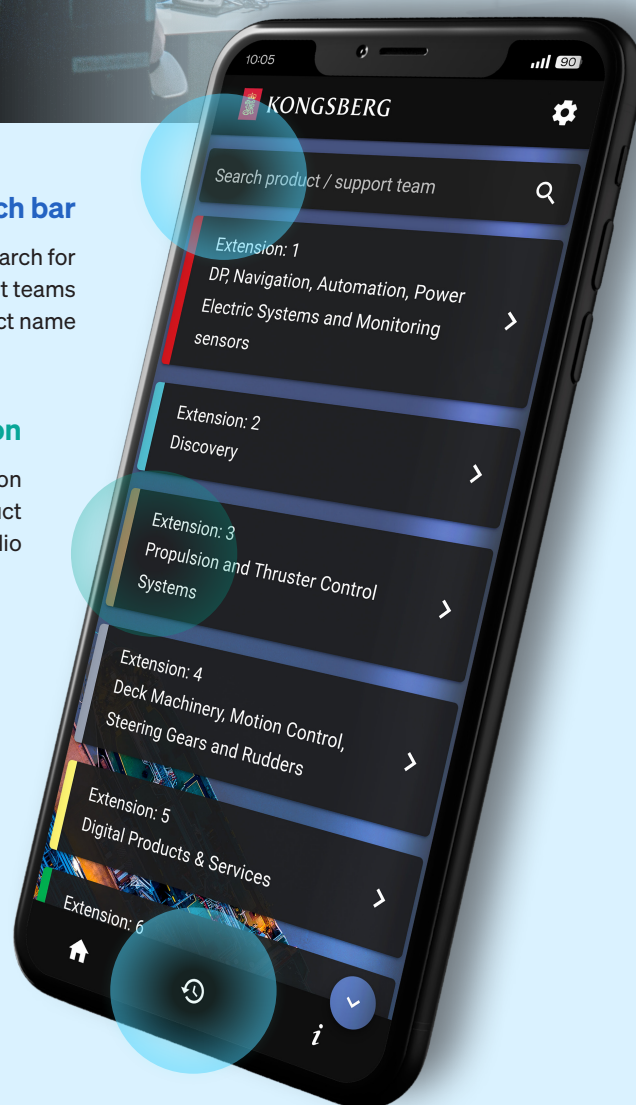 10:05
90
KONGSBERG
Search product / support team
Extension: 1
DP, Navigation, Automation, Power
Electric Systems and Monitoring
sensors
Extension: 2
Discovery
Extension: 3
Propulsion and Thruster Control
Systems
Extension: 4
Deck Machinery, Motion Control,
Steering Gears and Rudders
Extension: 5
Digital Products & Services
Extension: 6
i
ch bar
arch for
t teams
ct name
on
on
uct
lio